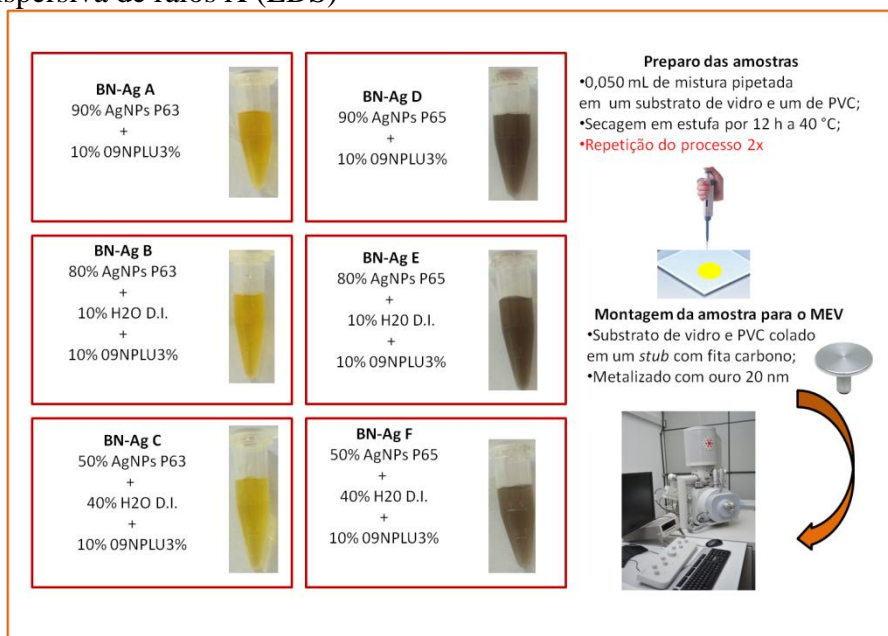 ispersiva de raios X (EDS)
BN-Ag A
90% AgNPs P63
+
10% 09NPLU3%
BN-Ag D
90% AgNPs P65
+
10% 09NPLU3%
BN-Ag B
80% AgNPs P63
+
10% H2O D.I.
+
10% 09NPLU3%
BN-Ag E
80% AgNPs P65
+
10% H20 D.I.
+
10% 09NPLU3%
BN-Ag C
50% AgNPs P63
+
40% H2O D.I.
+
10% 09NPLU3%
BN-Ag F
50% AgNPs P65
+
40% H20 D.I.
+
10% 09NPLU3%
Preparo das amostras
•0,050 mL de mistura pipetada
em um substrato de vidro e um de PVC;
•Secagem em estufa por 12 h a 40 °C;
•Repetição do processo 2x
Montagem da amostra para o MEV
•Substrato de vidro e PVC colado
em um stub com fita carbono;
•Metalizado com ouro 20 nm